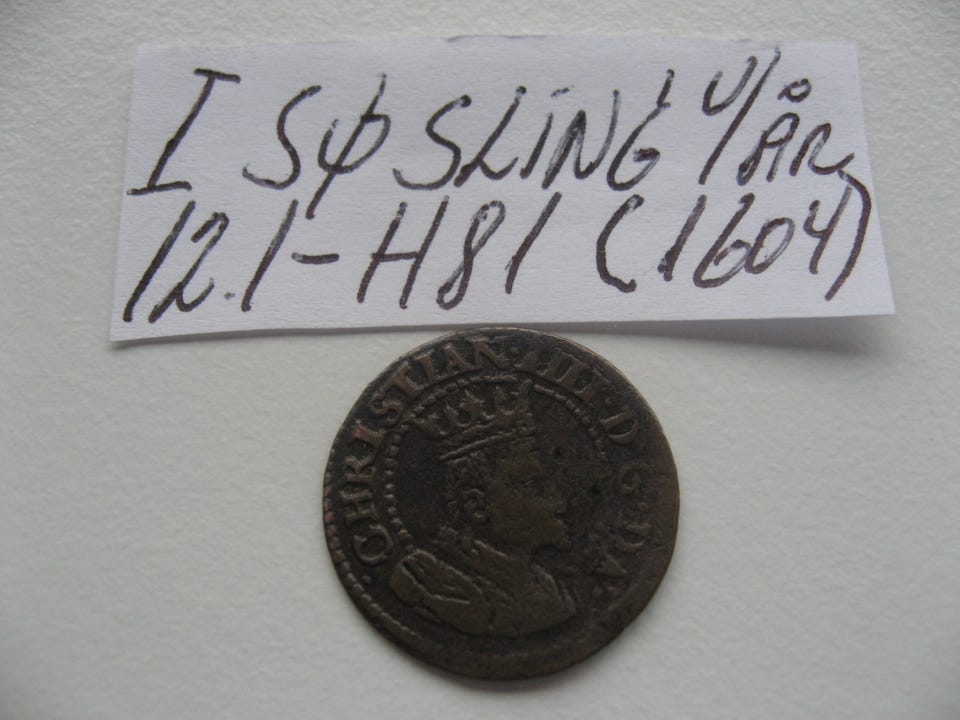 I SØSLING U/ÅR
12.1-H81 (1604)
·CHRISTIAN·IIII·D·G·DA·